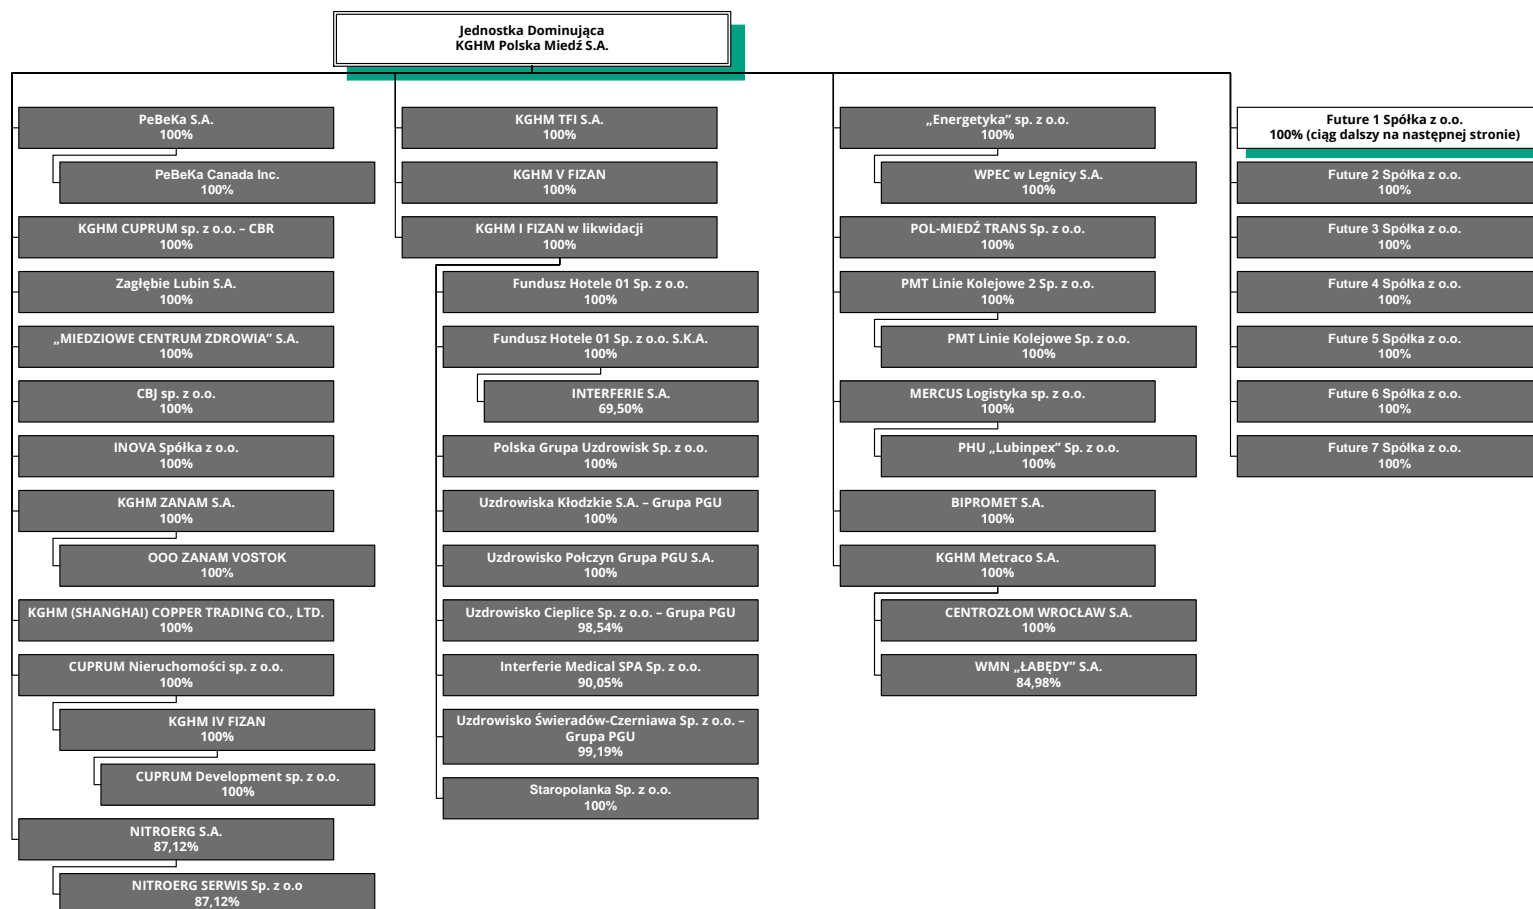 Jednostka Dominująca
KGHM Polska Miedź S.A.
PeBeKa S.A.
100%
PeBeKa Canada Inc.
100%
KGHM CUPRUM sp. z o.o. – CBR
100%
Zagłębie Lubin S.A.
100%
„MIEDZIOWE CENTRUM ZDROWIA” S.A.
100%
CBJ sp. z o.o.
100%
INOVA Spółka z o.o.
100%
KGHM ZANAM S.A.
100%
OOO ZANAM VOSTOK
100%
KGHM (SHANGHAI) COPPER TRADING CO., LTD.
100%
CUPRUM Nieruchomości sp. z o.o.
100%
KGHM IV FIZAN
100%
CUPRUM Development sp. z o.o.
100%
NITROERG S.A.
87,12%
NITROERG SERWIS Sp. z o.o
87,12%
KGHM TFI S.A.
100%
KGHM V FIZAN
100%
KGHM I FIZAN w likwidacji
100%
Fundusz Hotele 01 Sp. z o.o.
100%
Fundusz Hotele 01 Sp. z o.o. S.K.A.
100%
INTERFERIE S.A.
69,50%
Polska Grupa Uzdrowisk Sp. z o.o.
100%
Uzdrowiska Kłodzkie S.A. – Grupa PGU
100%
Uzdrowisko Połczyn Grupa PGU S.A.
100%
Uzdrowisko Cieplice Sp. z o.o. – Grupa PGU
98,54%
Interferie Medical SPA Sp. z o.o.
90,05%
Uzdrowisko Świeradów-Czerniawa Sp. z o.o. –
Grupa PGU
99,19%
Staropolanka Sp. z o.o.
100%
„Energetyka” sp. z o.o.
100%
WPEC w Legnicy S.A.
100%
POL-MIEDŹ TRANS Sp. z o.o.
100%
PMT Linie Kolejowe 2 Sp. z o.o.
100%
PMT Linie Kolejowe Sp. z o.o.
100%
MERCUS Logistyka sp. z o.o.
100%
PHU „Lubinpex” Sp. z o.o.
100%
BIPROMET S.A.
100%
KGHM Metraco S.A.
100%
CENTROZŁOM WROCŁAW S.A.
100%
WMN „ŁABĘDY” S.A.
84,98%
Future 1 Spółka z o.o.
100% (ciąg dalszy na następnej stronie)
Future 2 Spółka z o.o.
100%
Future 3 Spółka z o.o.
100%
Future 4 Spółka z o.o.
100%
Future 5 Spółka z o.o.
100%
Future 6 Spółka z o.o.
100%
Future 7 Spółka z o.o.
100%